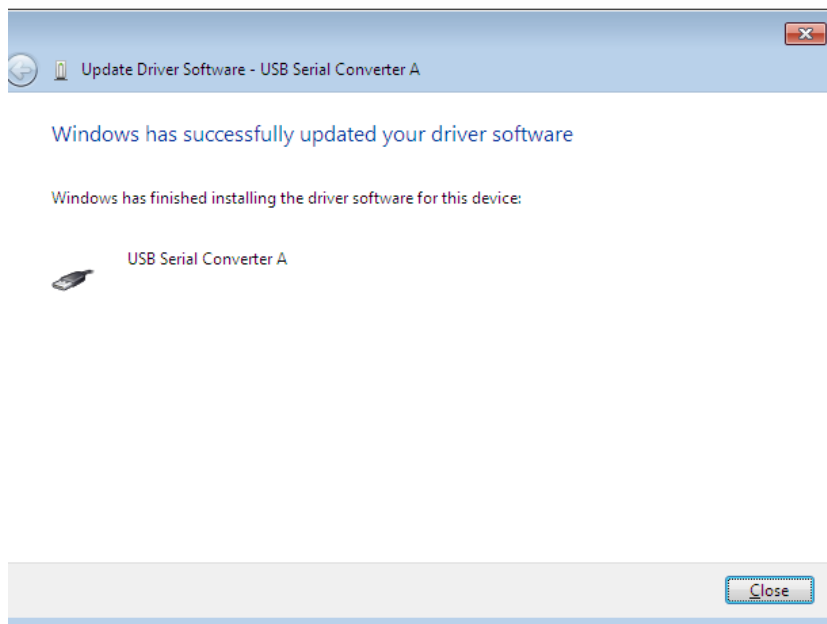 Update Driver Software - USB Serial Converter A
Windows has successfully updated your driver software
Windows has finished installing the driver software for this device:
USB Serial Converter A
Close